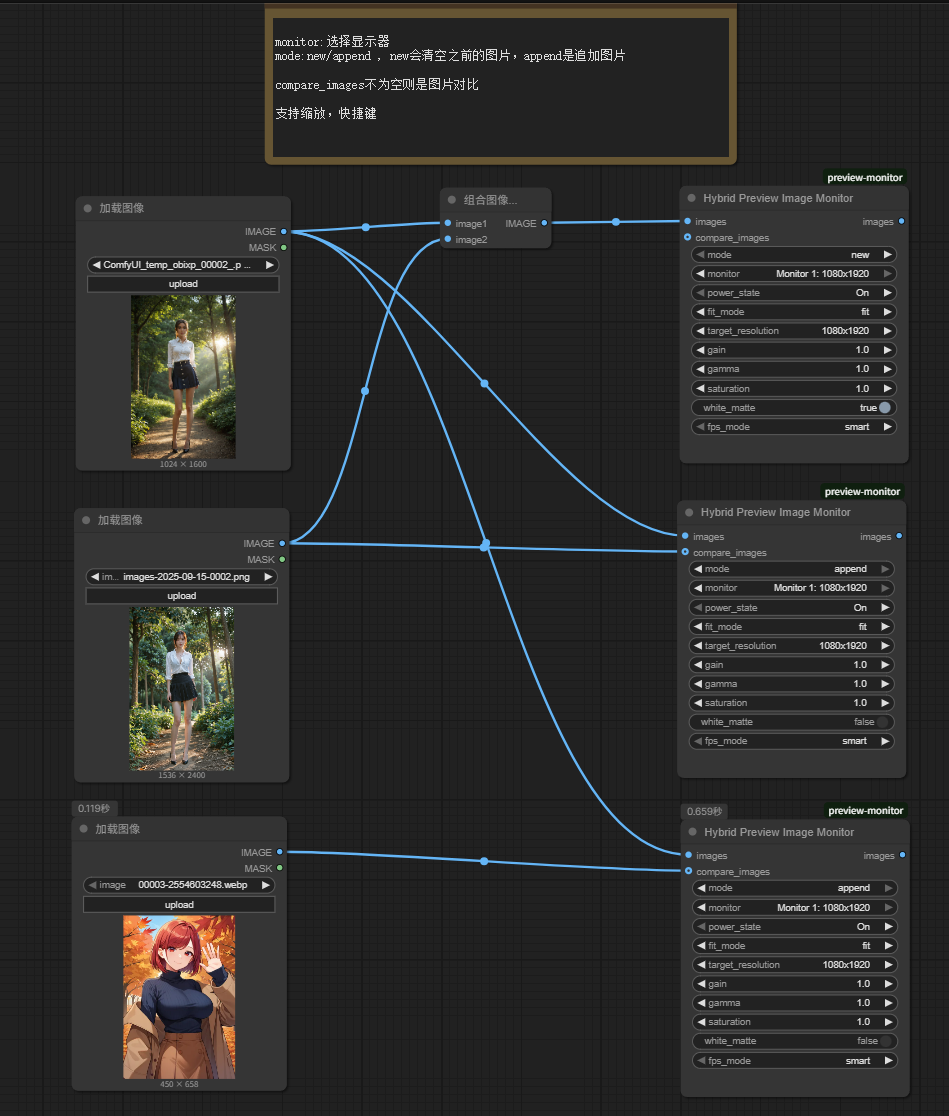 monitor:选择显示器
mode:new/append , new会清空之前的图片，append是追加图片
compare_images不为空则是图片对比
支持缩放，快捷键
加载图像
IMAGE
MASK
ComfyUI_temp_obixp_00002_.p ...
upload
1024 × 1600
组合图像...
image1 IMAGE
image2
preview-monitor
Hybrid Preview Image Monitor
images images
compare_images
mode new
monitor Monitor 1: 1080x1920
power_state On
fit_mode fit
target_resolution 1080x1920
gain 1.0
gamma 1.0
saturation 1.0
white_matte true
fps_mode smart
加载图像
IMAGE
MASK
im... images-2025-09-15-0002.png
upload
1536 × 2400
preview-monitor
Hybrid Preview Image Monitor
images images
compare_images
mode append
monitor Monitor 1: 1080x1920
power_state On
fit_mode fit
target_resolution 1080x1920
gain 1.0
gamma 1.0
saturation 1.0
white_matte false
fps_mode smart
0.119秒
加载图像
IMAGE
MASK
image 00003-2554603248.webp
upload
450 × 658
0.659秒 preview-monitor
Hybrid Preview Image Monitor
images images
compare_images
mode append
monitor Monitor 1: 1080x1920
power_state On
fit_mode fit
target_resolution 1080x1920
gain 1.0
gamma 1.0
saturation 1.0
white_matte false
fps_mode smart